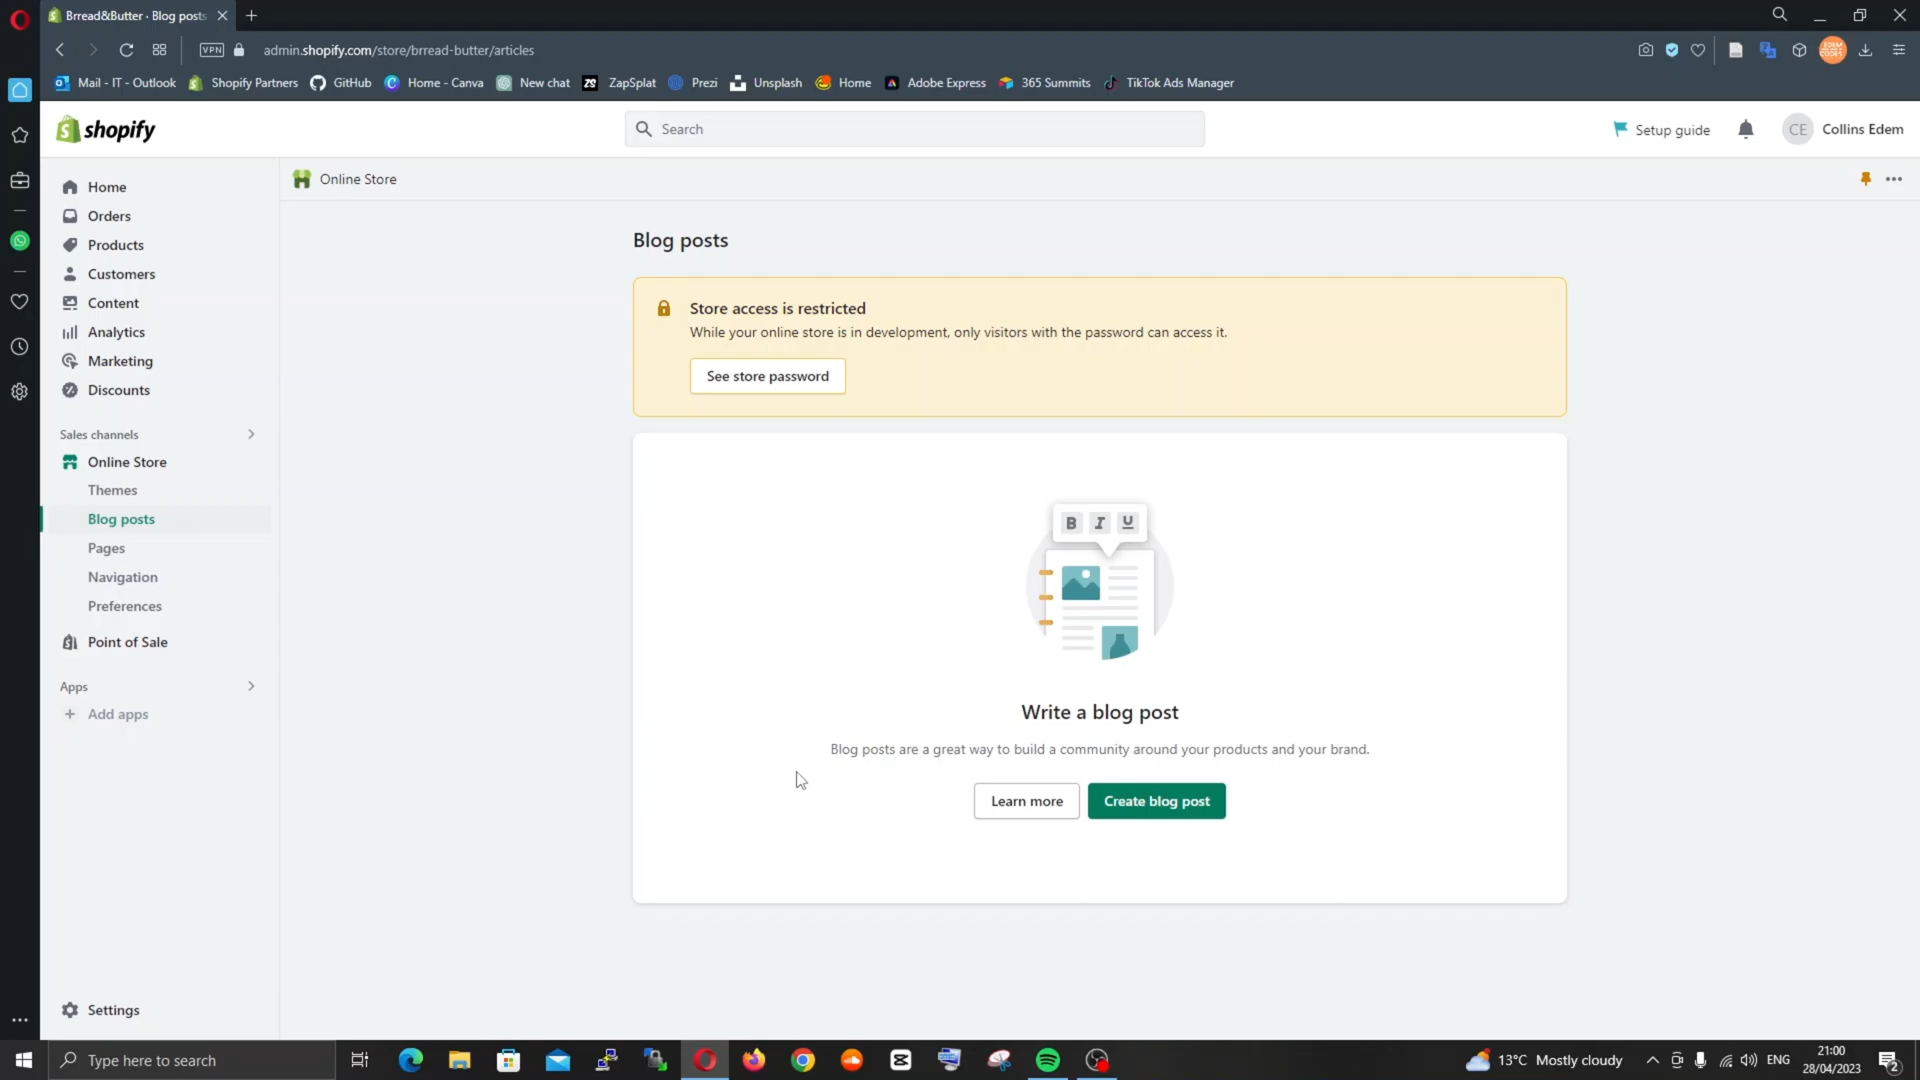 Brread&Butter · Blog posts
VPN
admin.shopify.com/store/brread-butter/articles
Mail - IT - Outlook
Shopify Partners
GitHub
Home - Canva
New chat
ZS ZapSplat
Prezi
Unsplash
Home
Adobe Express
365 Summits
TikTok Ads Manager
shopify
Search
Setup guide
CE Collins Edem
Home
Orders
Products
Customers
Content
Analytics
Marketing
Discounts
Sales channels
Online Store
Themes
Blog posts
Pages
Navigation
Preferences
Point of Sale
Apps
Add apps
Settings
Online Store
Blog posts
Store access is restricted
While your online store is in development, only visitors with the password can access it.
See store password
B I U
Write a blog post
Blog posts are a great way to build a community around your products and your brand.
Learn more
Create blog post
Type here to search
13°C Mostly cloudy
ENG
21:00
28/04/2023
2